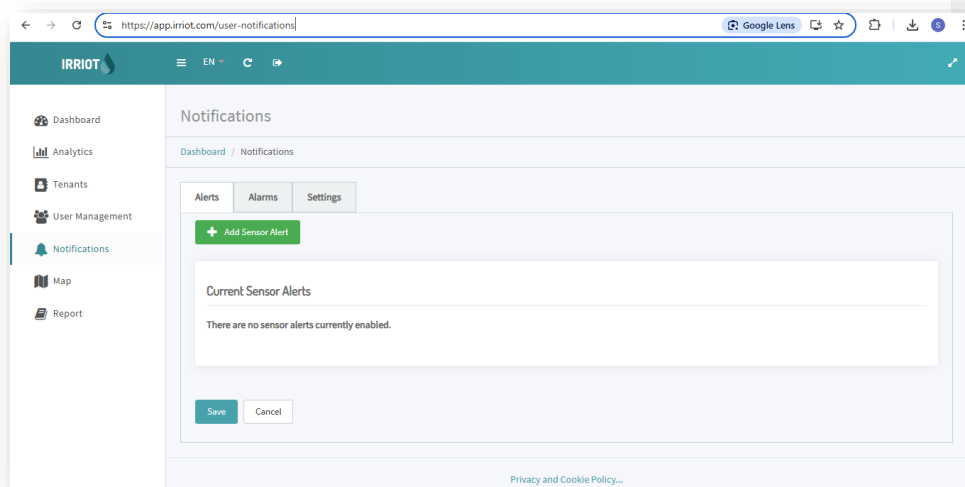 https://app.irriot.com/user-notifications
Google Lens
S
IRRIOT
EN
Dashboard
Analytics
Tenants
User Management
Notifications
Map
Report
Notifications
Dashboard / Notifications
Alerts Alarms Settings
+ Add Sensor Alert
Current Sensor Alerts
There are no sensor alerts currently enabled.
Save Cancel
Privacy and Cookie Policy...